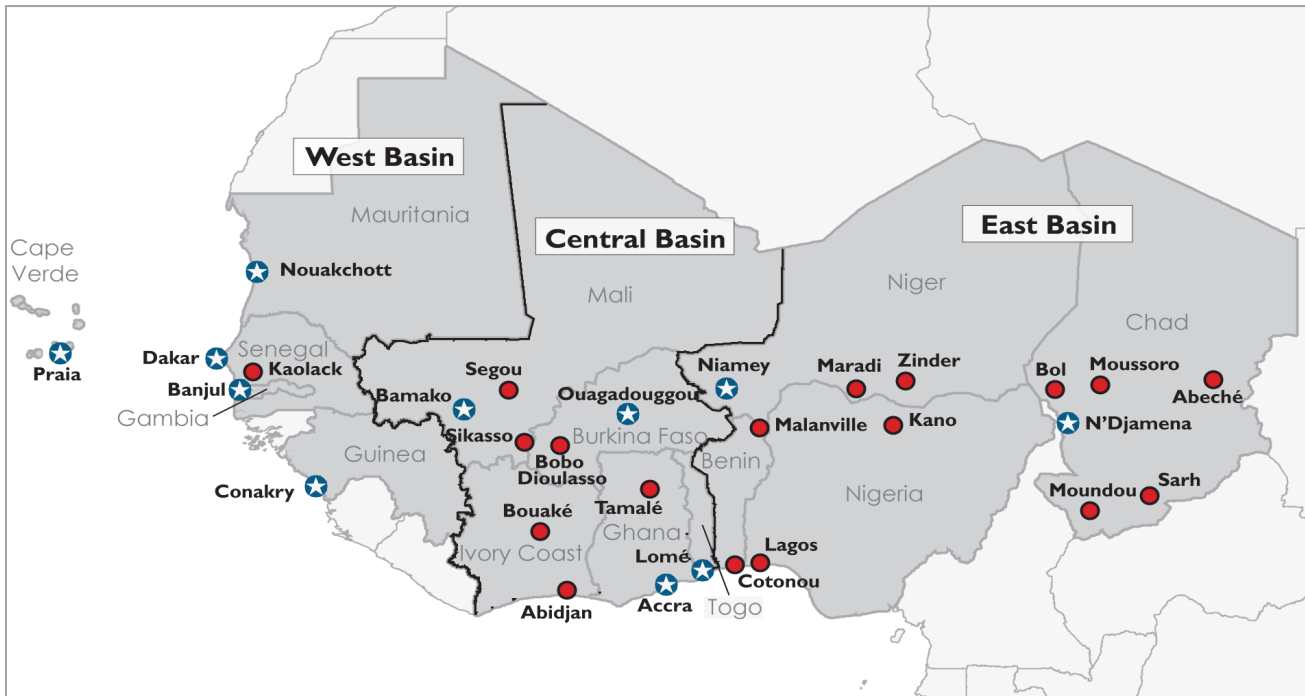 West Basin
Mauritania
Central Basin
East Basin
Cape
Verde
Nouakchott
Mali
Niger
Chad
Dakar
Senegal
Kaolack
Praia
Banjul
Gambia
Segou
Bamako
Ouagadouggou
Niamey
Maradi
Zinder
Bol
Moussoro
Abeché
Sikasso
Burkina Faso
Bobo
Dioulasso
Malanville
Kano
N'Djamena
Guinea
Benin
Conakry
Bouaké
Tamalé
Nigeria
Moundou
Sarh
Ivory Coast
Ghana
Lomé
Lagos
Cotonou
Abidjan
Accra
Togo